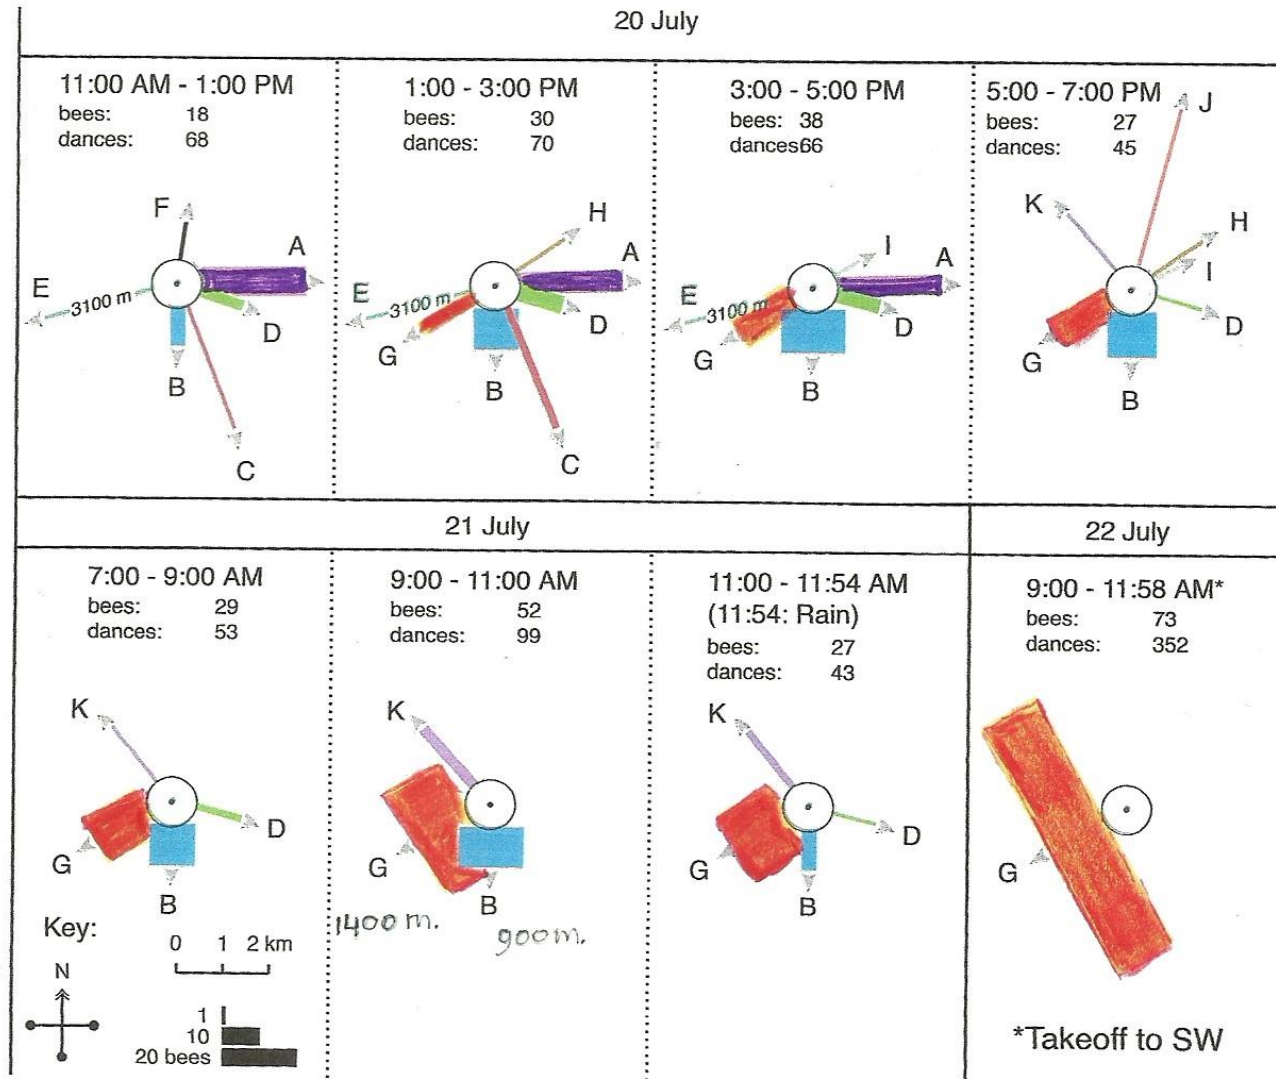 20 July
11:00 AM - 1:00 PM
bees: 18
dances: 68
F
A
E
3100 m
D
B
C
1:00 - 3:00 PM
bees: 30
dances: 70
H
A
E
3100 m
D
G
B
C
3:00 - 5:00 PM
bees: 38
dances66
I
A
E
3100 m
D
G
B
5:00 - 7:00 PM
bees: 27
dances: 45
J
K
H
I
D
G
B
21 July
7:00 - 9:00 AM
bees: 29
dances: 53
K
D
G
B
9:00 - 11:00 AM
bees: 52
dances: 99
K
G
B
1400 m.
900m.
11:00 - 11:54 AM
(11:54: Rain)
bees: 27
dances: 43
K
D
G
B
22 July
9:00 - 11:58 AM*
bees: 73
dances: 352
G
*Takeoff to SW
Key:
0 1 2 km
N
1
10
20 bees